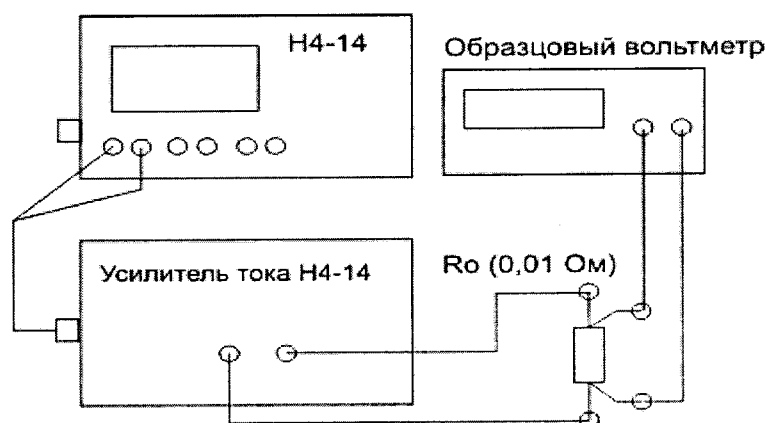 Н4-14
Образцовый вольтметр
Усилитель тока Н4-14
Ro (0,01 Ом)